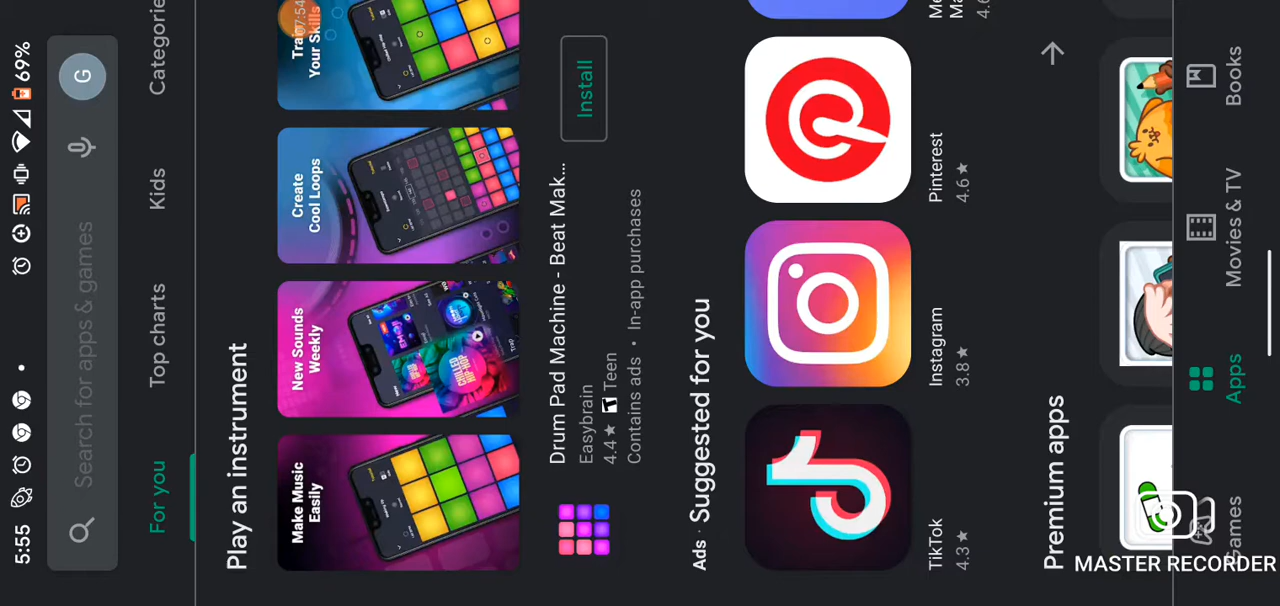 5:55
69%
Search for apps & games
G
For you
Top charts
Kids
Categorie
Play an instrument
Make Music
Easily
New Sounds
Weekly
Create
Cool Loops
Your Skills
07:54
Drum Pad Machine - Beat Mak...
Easybrain
4.4★ Teen
Contains ads • In-app purchases
Install
Ads · Suggested for you
TikTok
4.3★
Instagram
3.8★
Pinterest
4.6★
Premium apps
Games
Apps
Movies & TV
Books
MASTER RECORDER